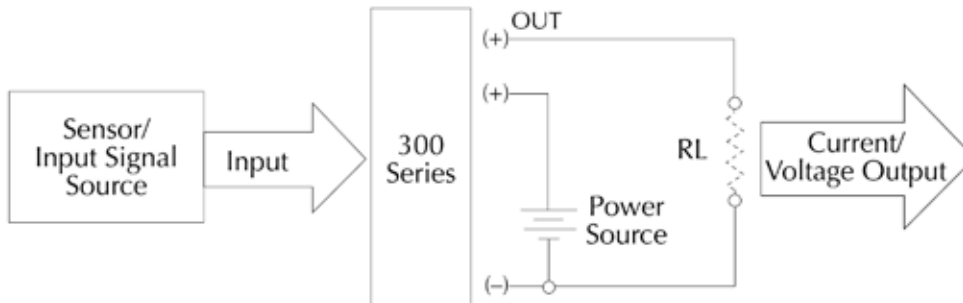 Sensor/
Input Signal
Source
Input
300
Series
(+)
OUT
(+)
(–)
Power
Source
RL
Current/
Voltage Output